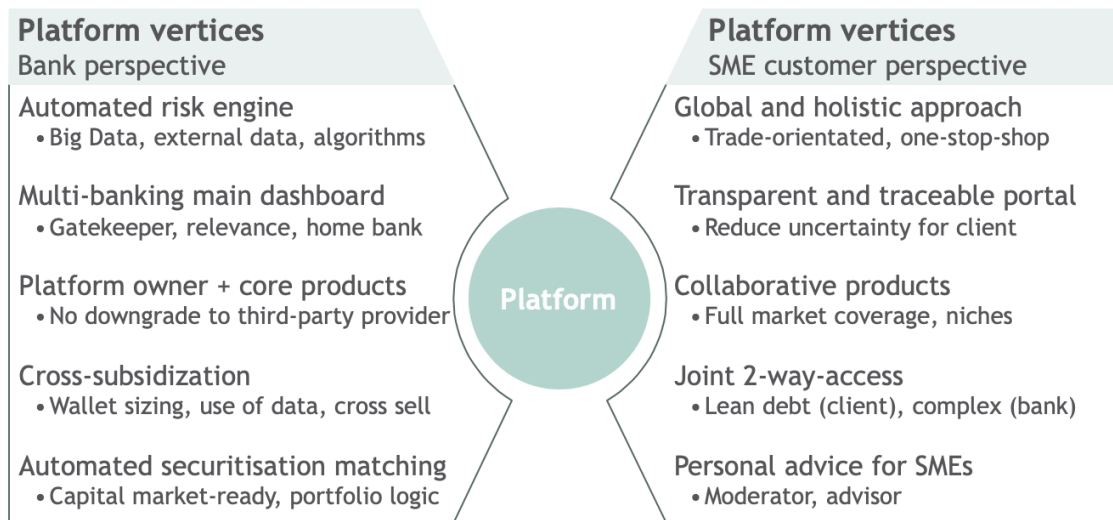 Platform vertices
Bank perspective
Automated risk engine
• Big Data, external data, algorithms
Multi-banking main dashboard
• Gatekeeper, relevance, home bank
Platform owner + core products
• No downgrade to third-party provider
Cross-subsidization
• Wallet sizing, use of data, cross sell
Automated securitisation matching
• Capital market-ready, portfolio logic
Platform
Platform vertices
SME customer perspective
Global and holistic approach
• Trade-orientated, one-stop-shop
Transparent and traceable portal
• Reduce uncertainty for client
Collaborative products
• Full market coverage, niches
Joint 2-way-access
• Lean debt (client), complex (bank)
Personal advice for SMEs
• Moderator, advisor